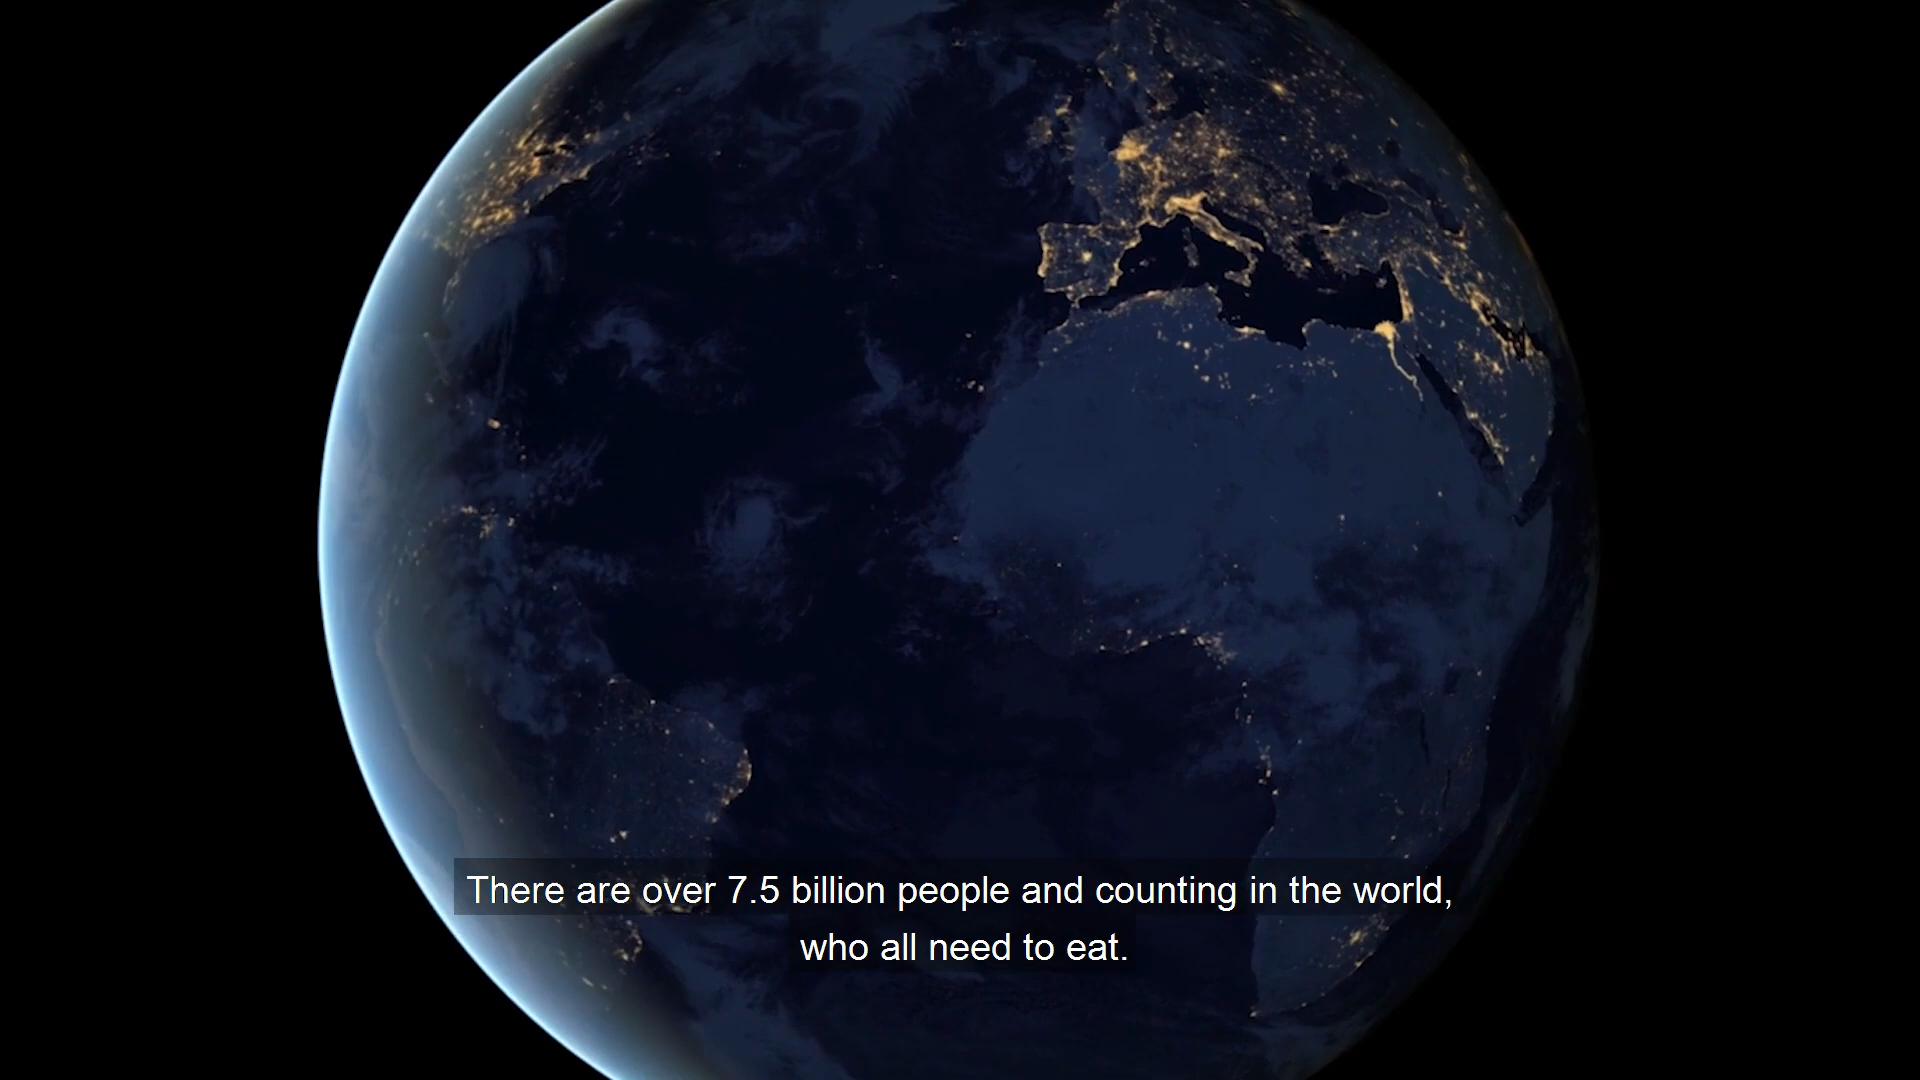 There are over 7.5 billion people and counting in the world,
who all need to eat.